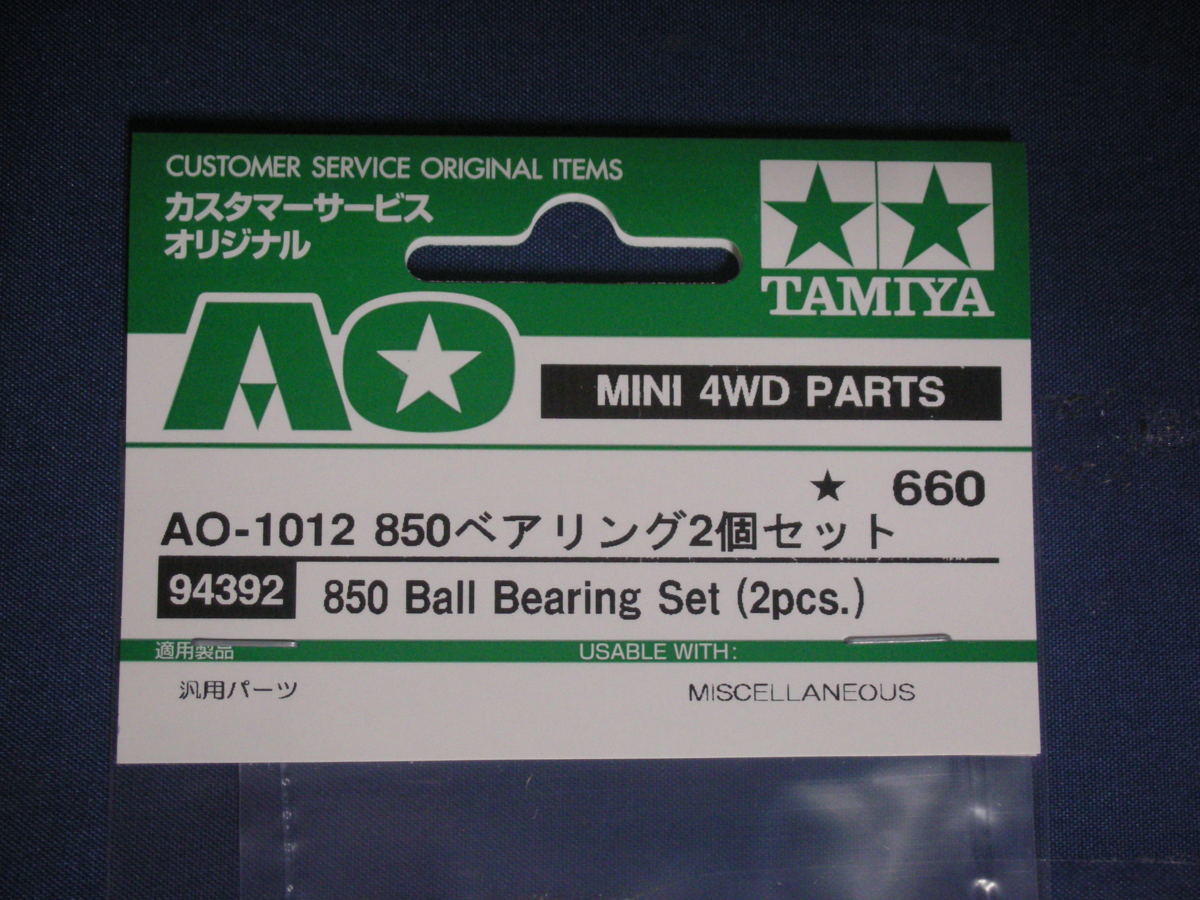 CUSTOMER SERVICE ORIGINAL ITEMS
カスタマーサービス
オリジナル
TAMIYA
AO
MINI 4WD PARTS
★ 660
AO-1012 850ベアリング2個セット
94392 850 Ball Bearing Set (2pcs.)
適用製品 USABLE WITH:
汎用パーツ MISCELLANEOUS